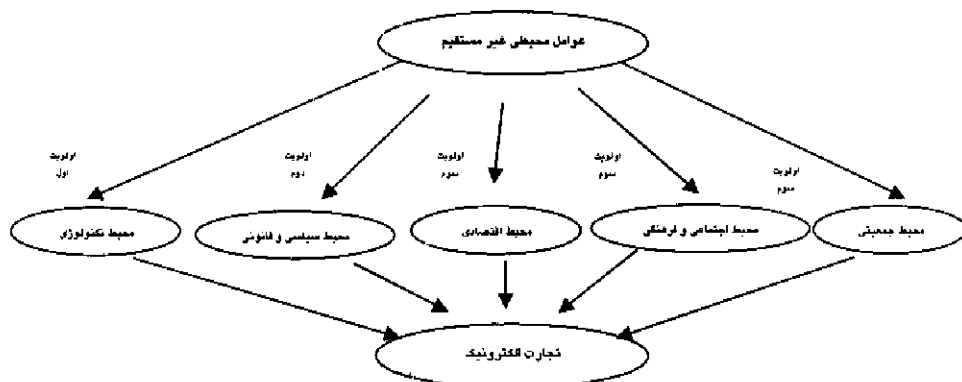 عوامل محیطی غیر مستقیم
اولویت
اول
اولویت
دوم
اولویت
سوم
اولویت
سوم
اولویت
سوم
محیط تکنولوژی
محیط سیاسی و قانونی
محیط اقتصادی
محیط اجتماعی و فرهنگی
محیط جمعیتی
تجارت الکترونیک